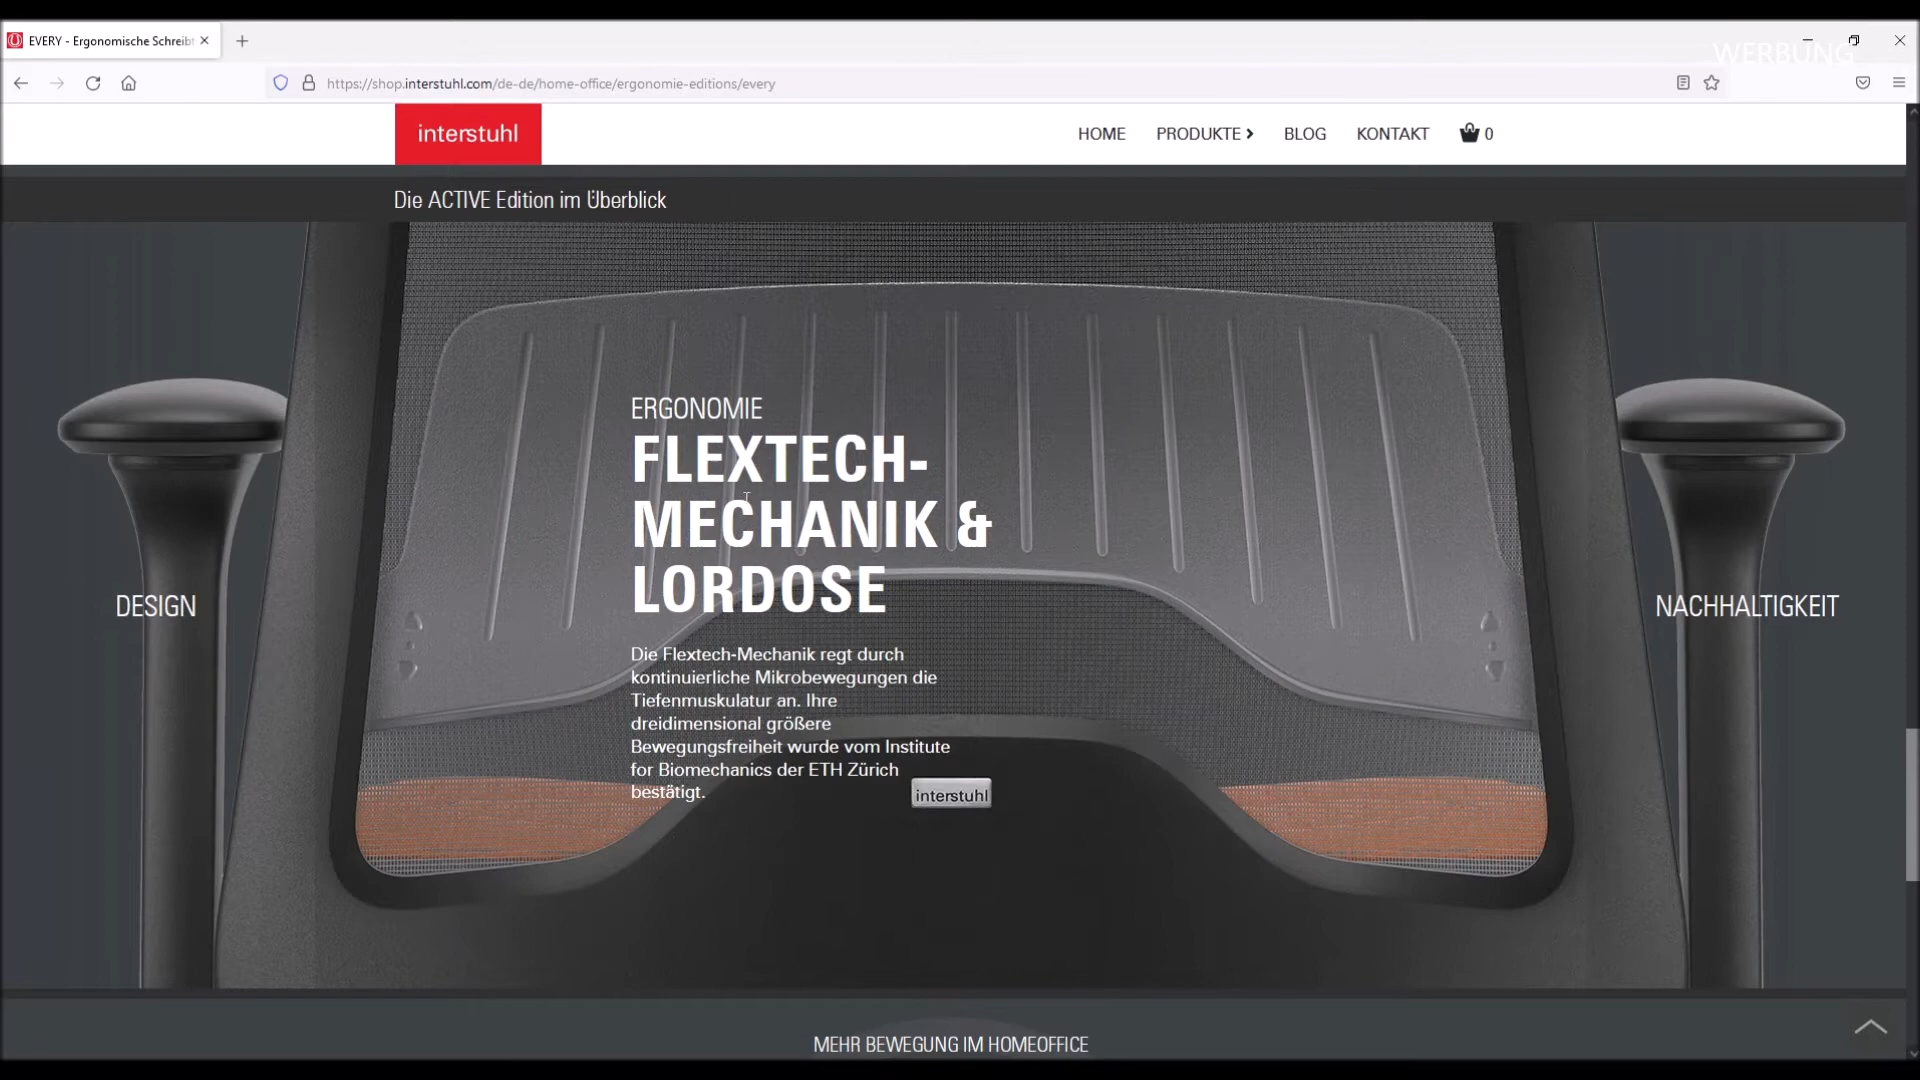 EVERY - Ergonomische Schreibt
WERBUNG
https://shop.interstuhl.com/de-de/home-office/ergonomie-editions/every
interstuhl
HOME
PRODUKTE
BLOG
KONTAKT
0
Die ACTIVE Edition im Überblick
ERGONOMIE
FLEXTECH-
MECHANIK &
LORDOSE
DESIGN
NACHHALTIGKEIT
Die Flextech-Mechanik regt durch
kontinuierliche Mikrobewegungen die
Tiefenmuskulatur an. Ihre
dreidimensional größere
Bewegungsfreiheit wurde vom Institute
for Biomechanics der ETH Zürich
bestätigt.
interstuhl
MEHR BEWEGUNG IM HOMEOFFICE